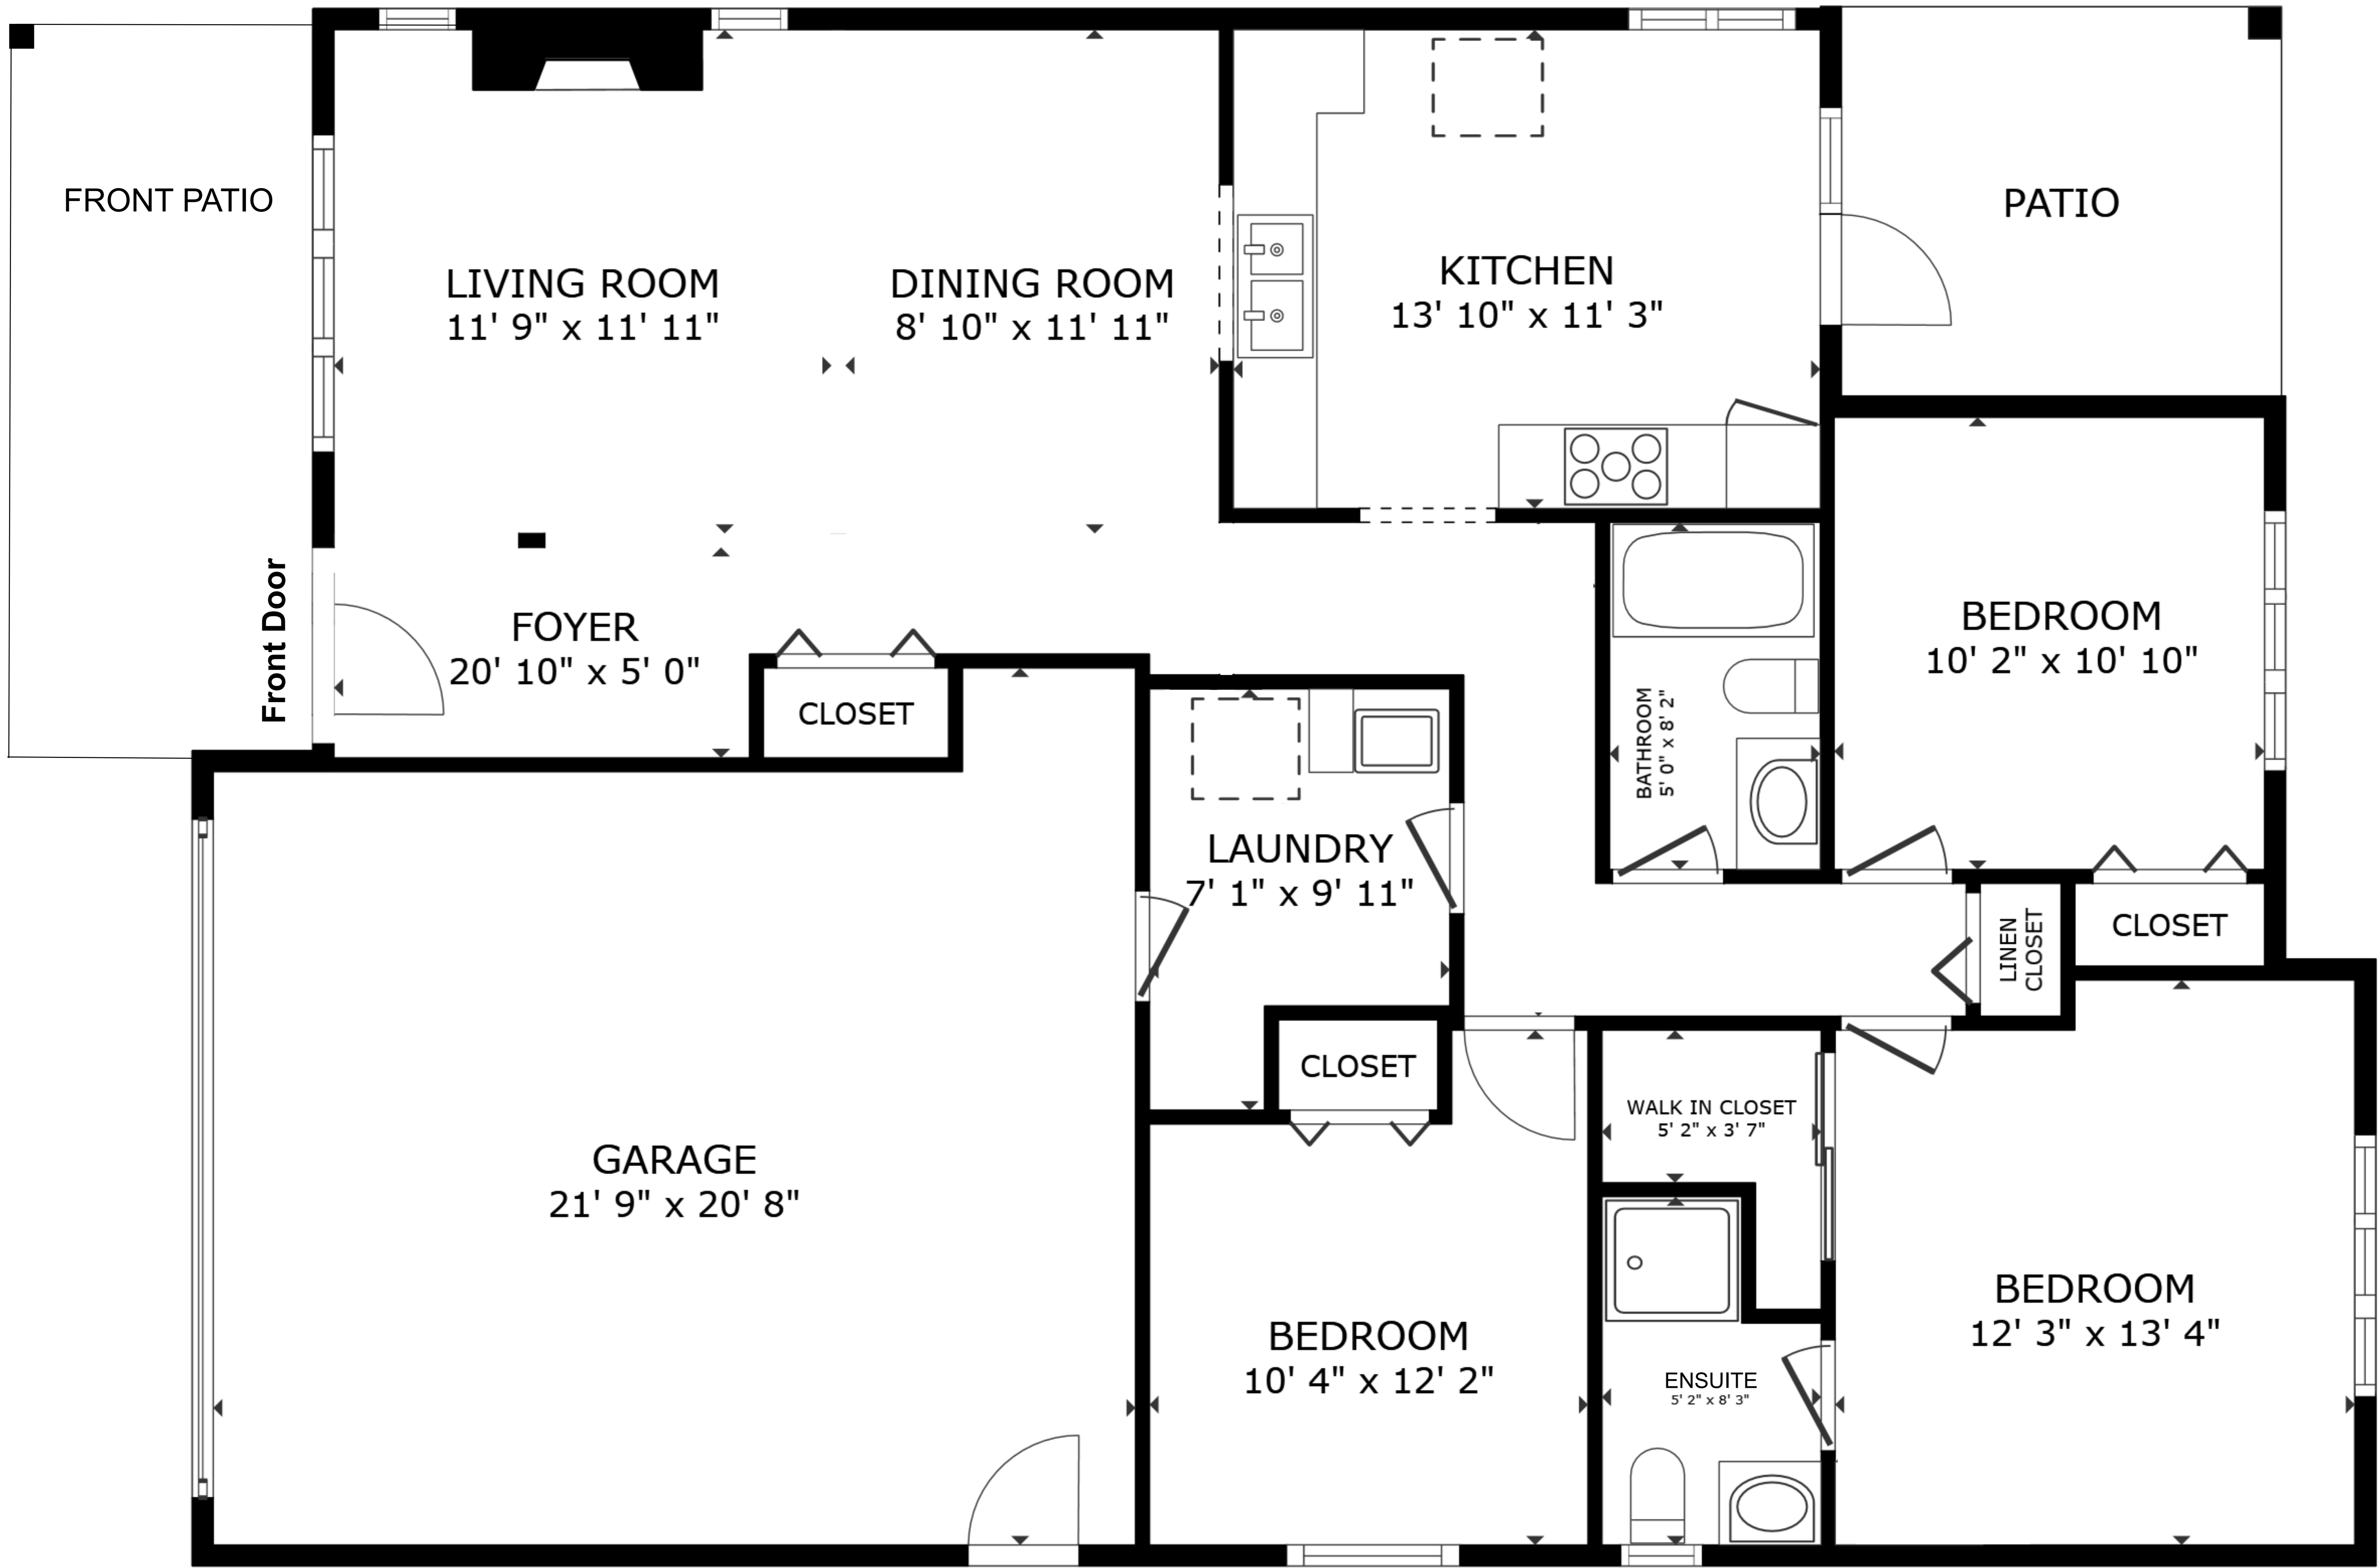 FRONT PATIO
LIVING ROOM
11' 9" x 11' 11"
DINING ROOM
8' 10" x 11' 11"
KITCHEN
13' 10" x 11' 3"
PATIO
Front Door
FOYER
20' 10" x 5' 0"
CLOSET
BATHROOM
5' 0" x 8' 2"
BEDROOM
10' 2" x 10' 10"
LAUNDRY
7' 1" x 9' 11"
LINEN
CLOSET
CLOSET
CLOSET
WALK IN CLOSET
5' 2" x 3' 7"
GARAGE
21' 9" x 20' 8"
BEDROOM
10' 4" x 12' 2"
ENSUITE
5' 2" x 8' 3"
BEDROOM
12' 3" x 13' 4"